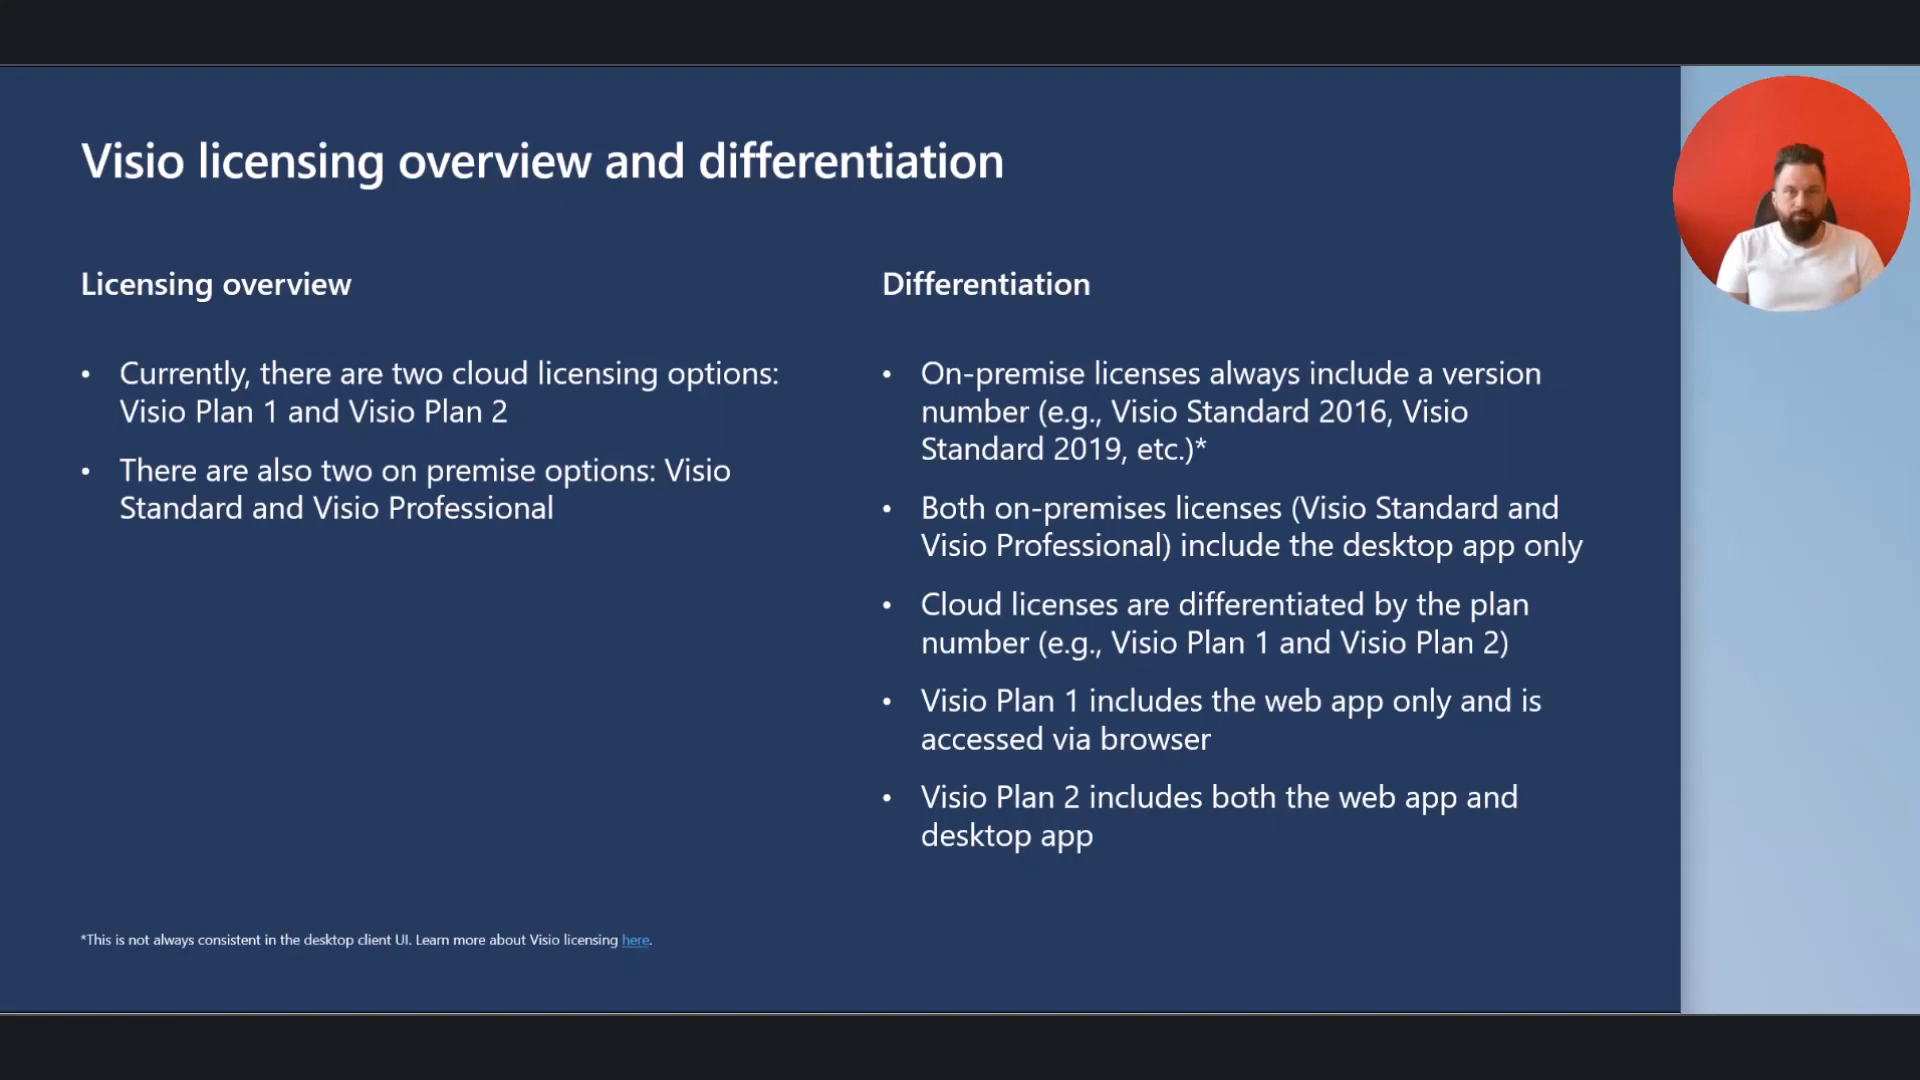 Visio licensing overview and differentiation
Licensing overview
• Currently, there are two cloud licensing options:
Visio Plan 1 and Visio Plan 2
• There are also two on premise options: Visio
Standard and Visio Professional
Differentiation
• On-premise licenses always include a version
number (e.g., Visio Standard 2016, Visio
Standard 2019, etc.)*
• Both on-premises licenses (Visio Standard and
Visio Professional) include the desktop app only
• Cloud licenses are differentiated by the plan
number (e.g., Visio Plan 1 and Visio Plan 2)
• Visio Plan 1 includes the web app only and is
accessed via browser
• Visio Plan 2 includes both the web app and
desktop app
*This is not always consistent in the desktop client UI. Learn more about Visio licensing here.